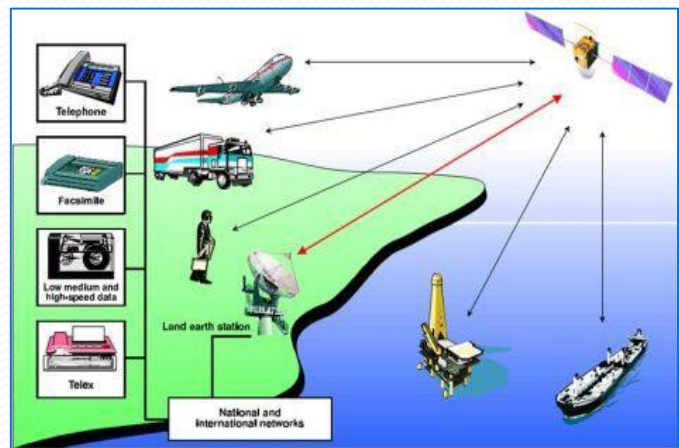 Telephone
Facsimile
Low medium and
high-speed data
Telex
Land earth station
National and
international networks